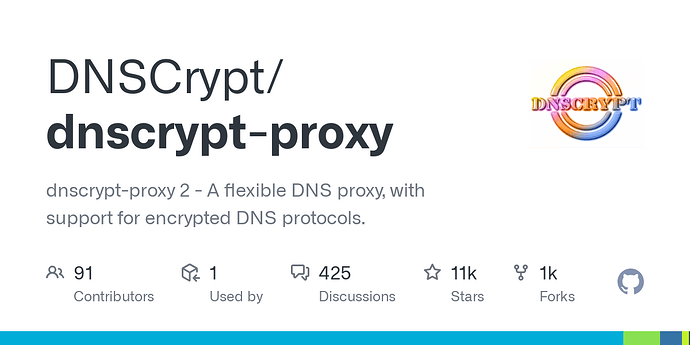 DNSCrypt/
dnscrypt-proxy
DNSCRYPT
dnscrypt-proxy 2 - A flexible DNS proxy, with
support for encrypted DNS protocols.
91
Contributors
1
Used by
425
Discussions
11k
Stars
1k
Forks